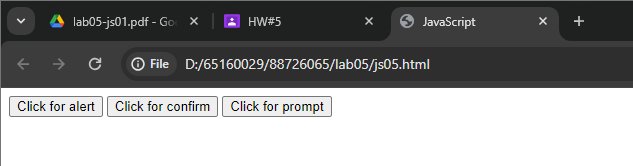 lab05-js01.pdf - Go
HW#5
JavaScript
File D:/65160029/88726065/lab05/js05.html
Click for alert Click for confirm Click for prompt